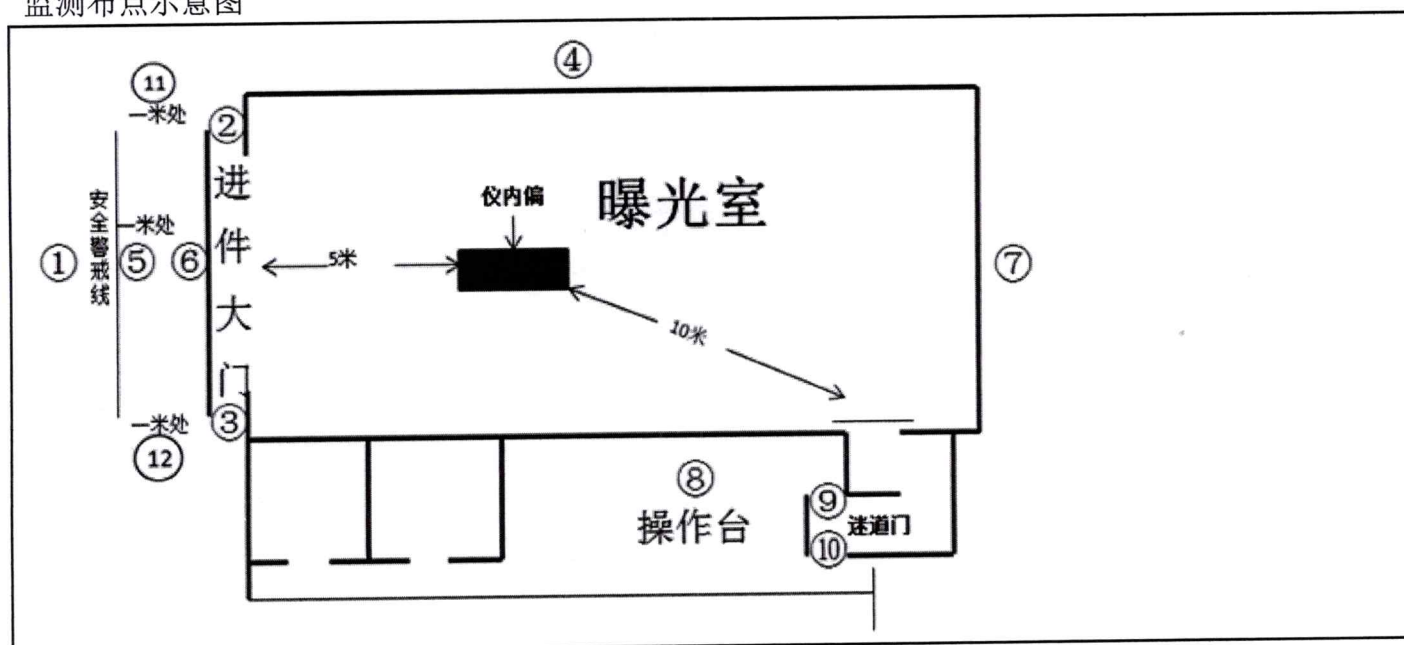 监测布点示意图
④
⑪
一米处
②
进件大门
仪内偏
曝光室
安全警戒线
一米处
①
⑤
⑥
5米
⑦
10米
③
一米处
⑫
⑧
操作台
⑨
迷道门
⑩